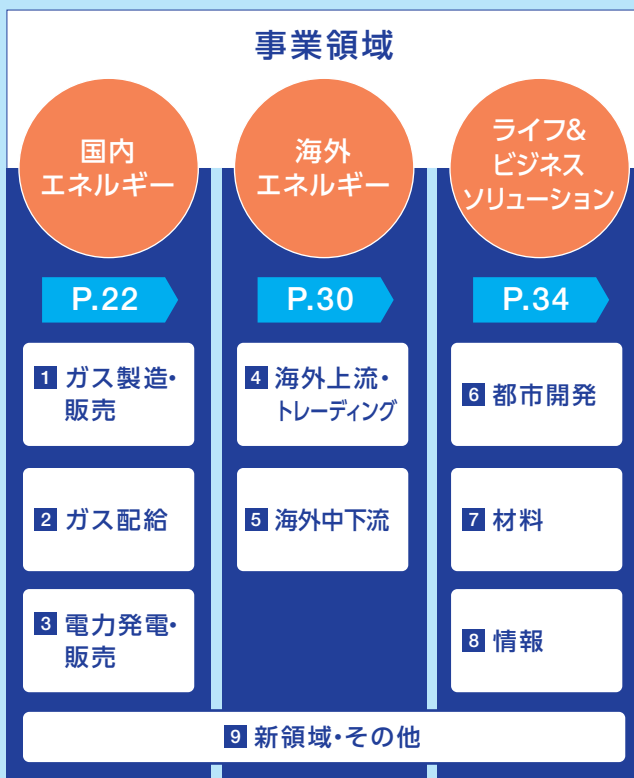 事業領域
国内
エネルギー
P.22
1 ガス製造・
販売
2 ガス配給
3 電力発電・
販売
海外
エネルギー
P.30
4 海外上流・
トレーディング
5 海外中下流
ライフ&
ビジネス
ソリューション
P.34
6 都市開発
7 材料
8 情報
9 新領域・その他